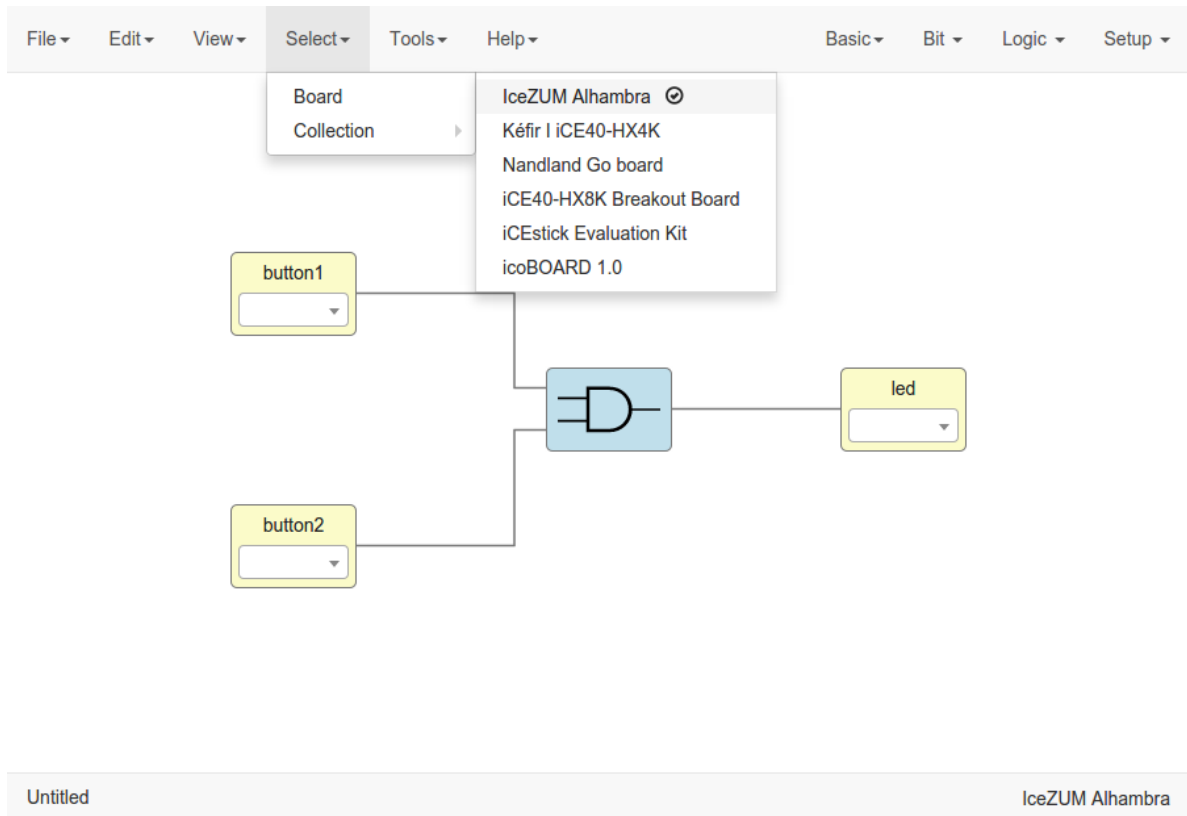 File Edit View Select Tools Help Basic Bit Logic Setup
Board
Collection
IceZUM Alhambra
Kéfir I iCE40-HX4K
Nandland Go board
iCE40-HX8K Breakout Board
iCEstick Evaluation Kit
icoBOARD 1.0
button1
led
button2
Untitled IceZUM Alhambra